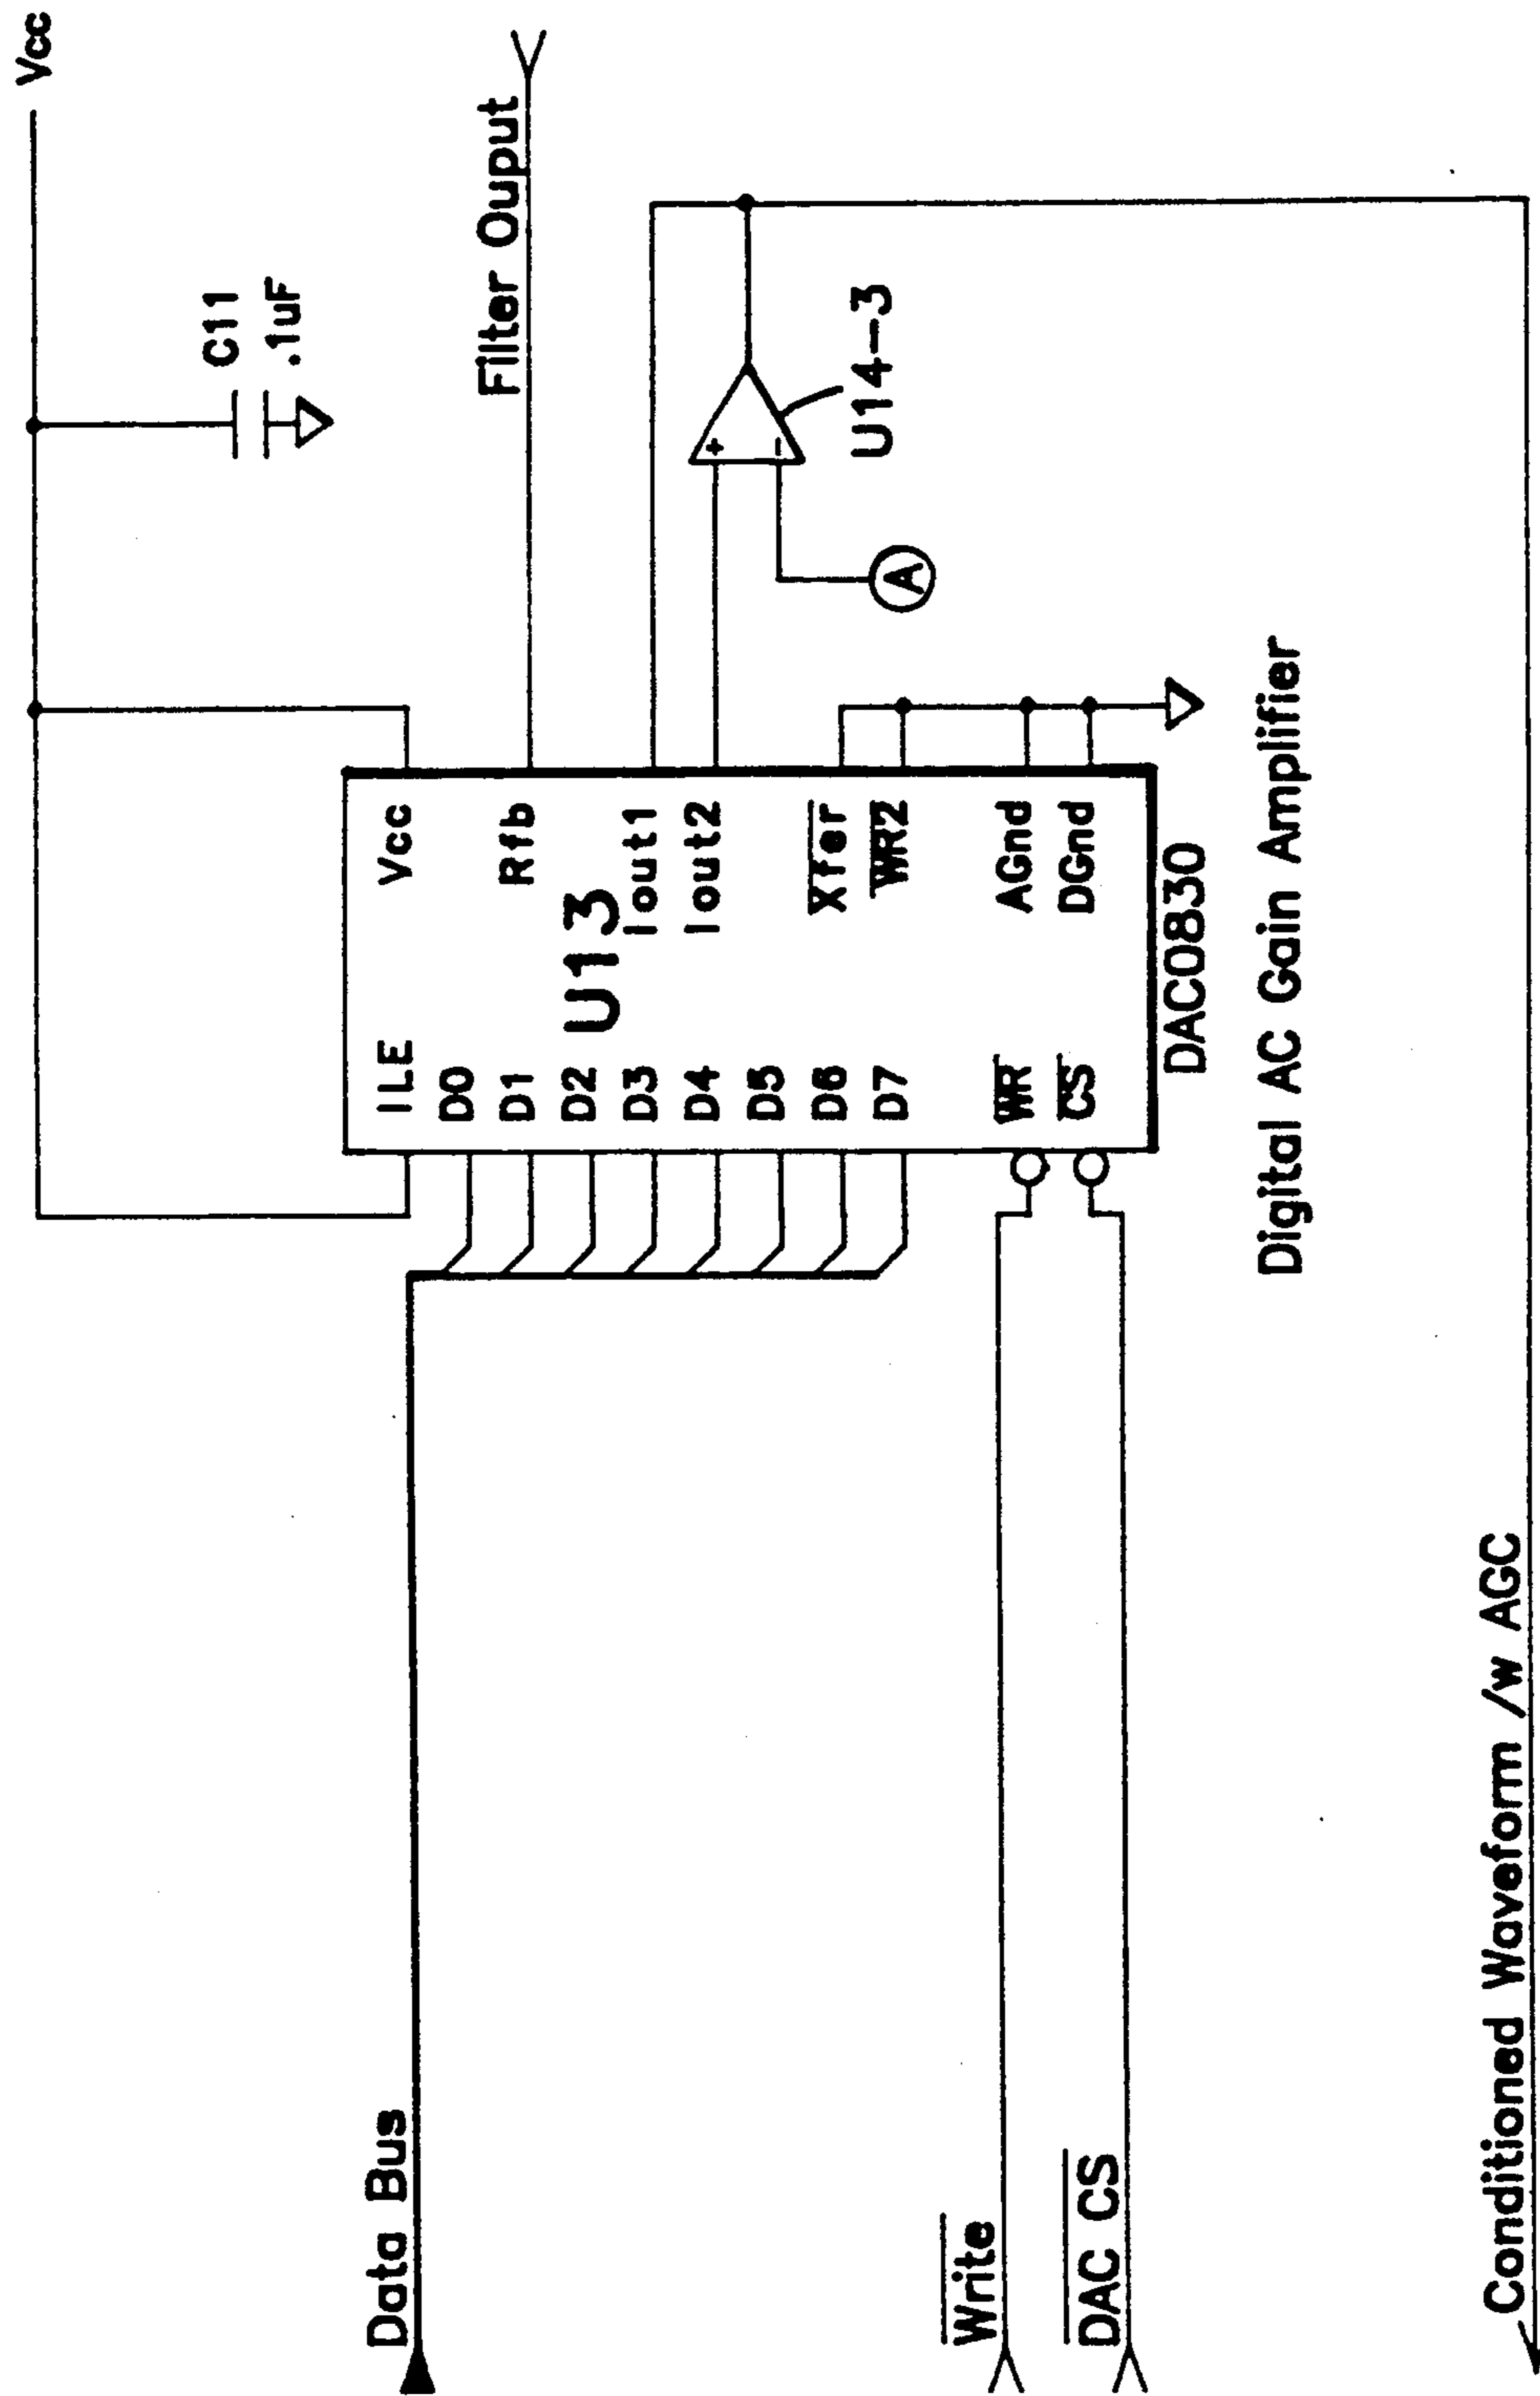 Vcc
C11
.1uF
Filter Ouput
Data Bus
ILE
D0
D1
D2
D3
D4
D5
D6
D7
WR
CS
U13
Vcc
Rfb
Iout1
Iout2
Xfer
WR2
AGnd
DGnd
DAC0830
+
-
U14-3
A
Write
DAC CS
Digital AC Gain Amplifier
Conditioned Waveform /w AGC